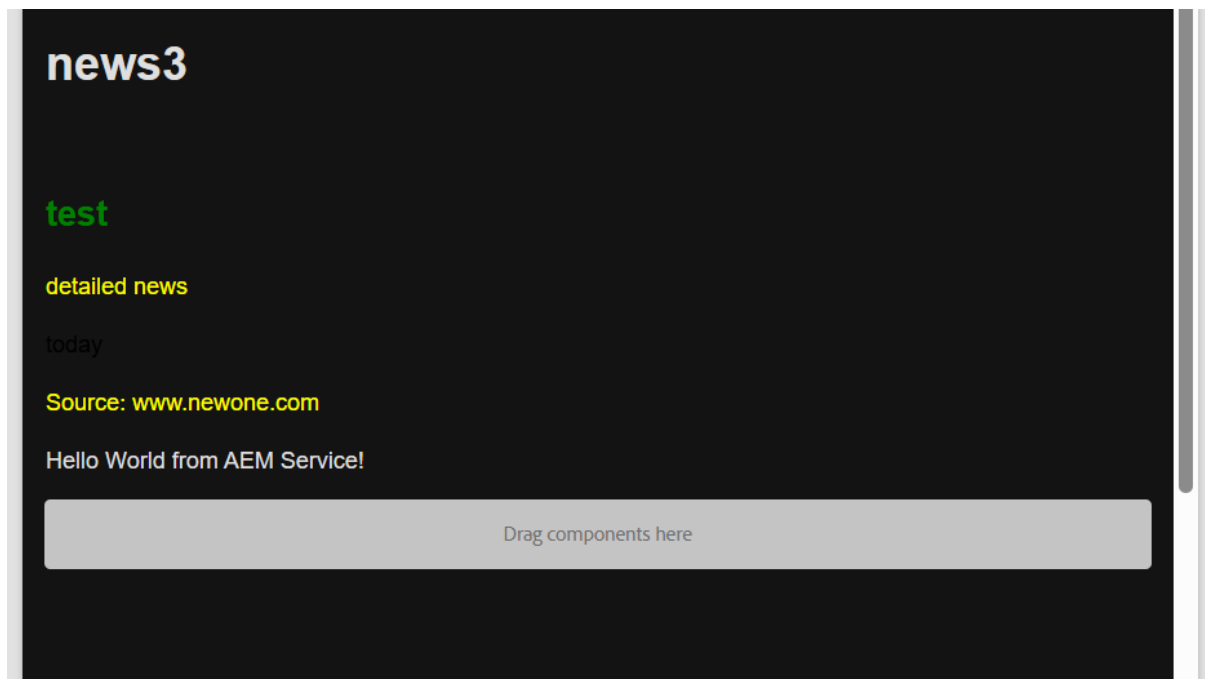 news3
test
detailed news
today
Source: www.newone.com
Hello World from AEM Service!
Drag components here